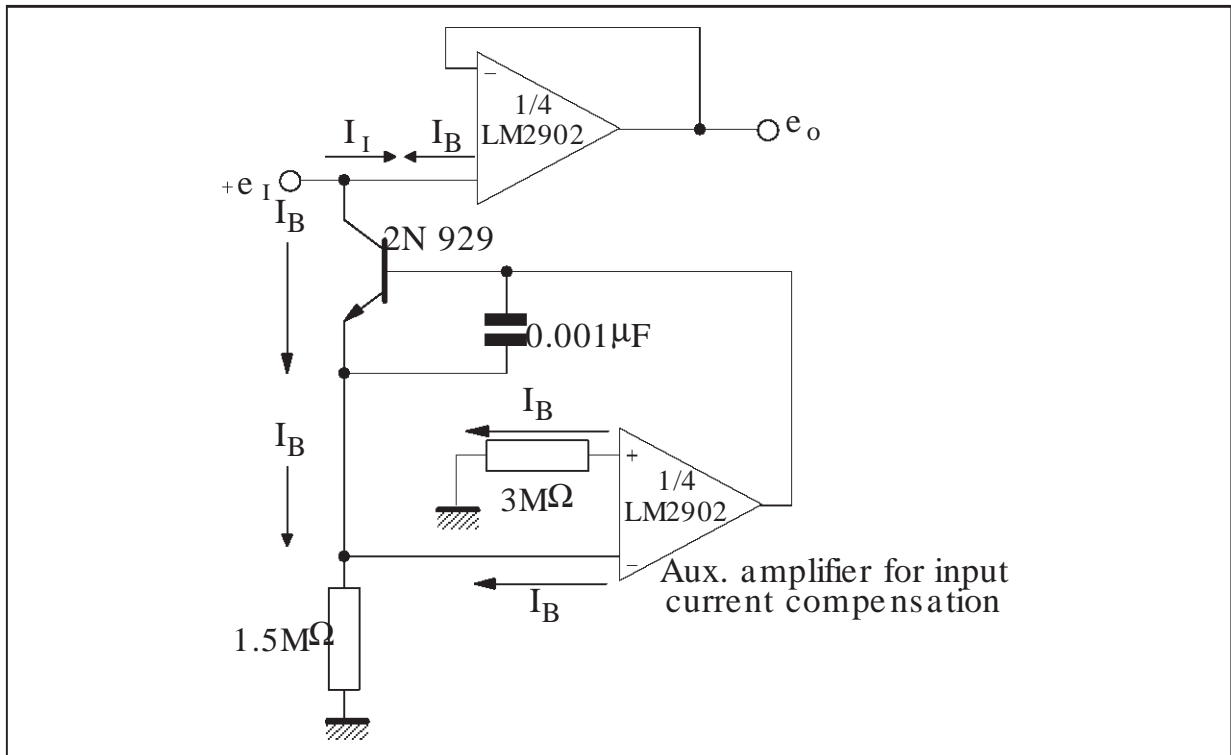 −
1/4
LM2902
e o
I I
I B
+e I
I B
2N 929
0.001µF
I B
I B
+
3MΩ
1/4
LM2902
−
I B
Aux. amplifier for input
current compensation
1.5MΩ